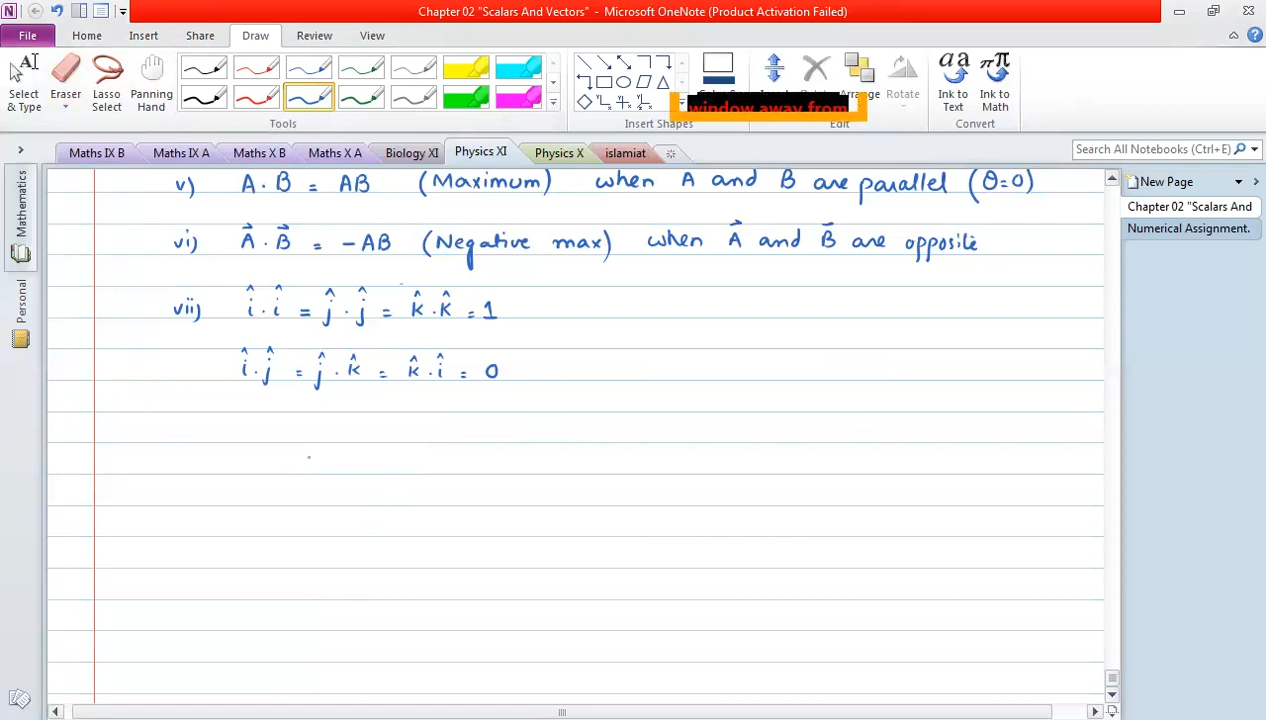 Chapter 02 "Scalars And Vectors" - Microsoft OneNote (Product Activation Failed)
File Home Insert Share Draw Review View
Select & Type
Eraser
Lasso Select
Panning Hand
Arrange
Rotate
Ink to Text
Ink to Math
window away from
Tools
Insert Shapes
Edit
Convert
Maths IX B Maths IX A Maths X B Maths X A Biology XI Physics XI Physics X islamiat
Search All Notebooks (Ctrl+E)
Mathematics
Personal
New Page
Chapter 02 "Scalars And
Numerical Assignment.
v) A · B = AB (Maximum) when A and B are parallel (θ=0)
vi) A⃗ · B⃗ = -AB (Negative max) when A⃗ and B⃗ are opposite
vii) î · î = ĵ · ĵ = k̂ · k̂ = 1
î · ĵ = ĵ · k̂ = k̂ · î = 0